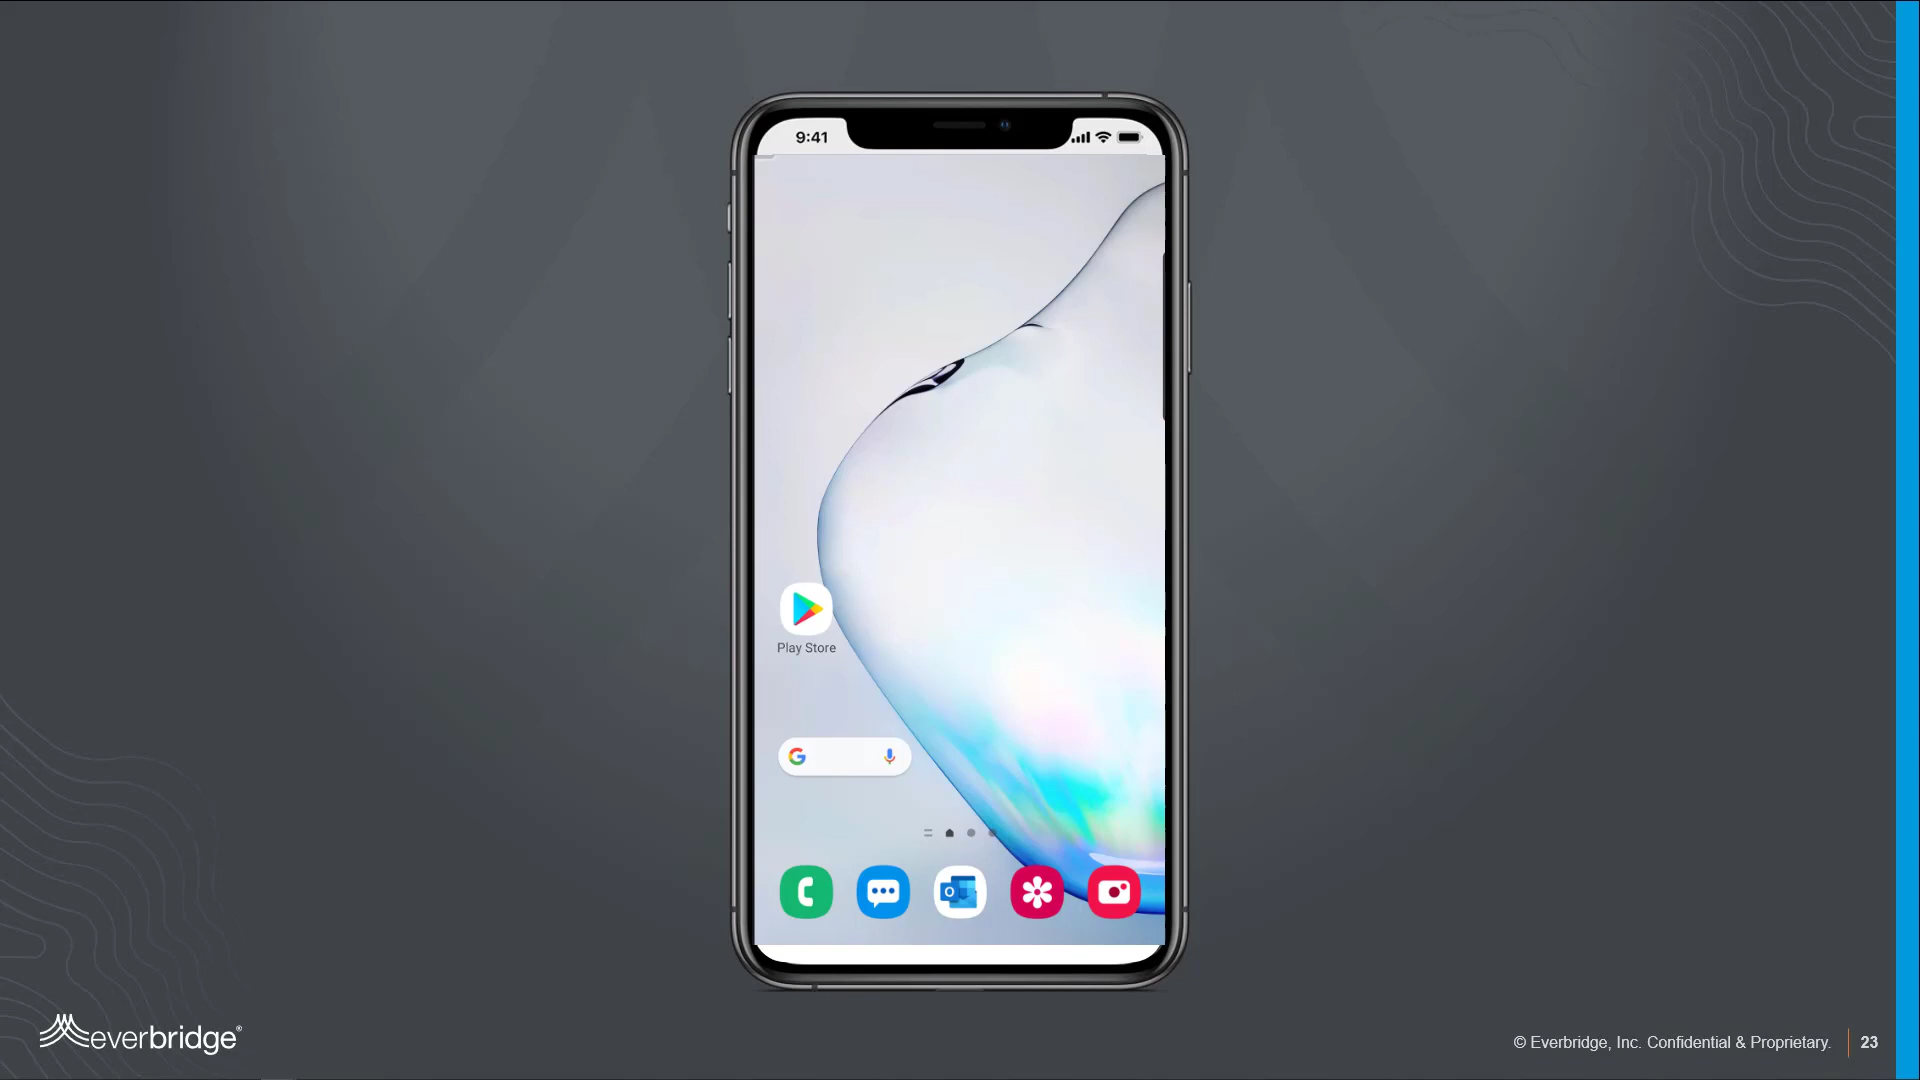 9:41
Play Store
everbridge®
© Everbridge, Inc. Confidential & Proprietary.
23